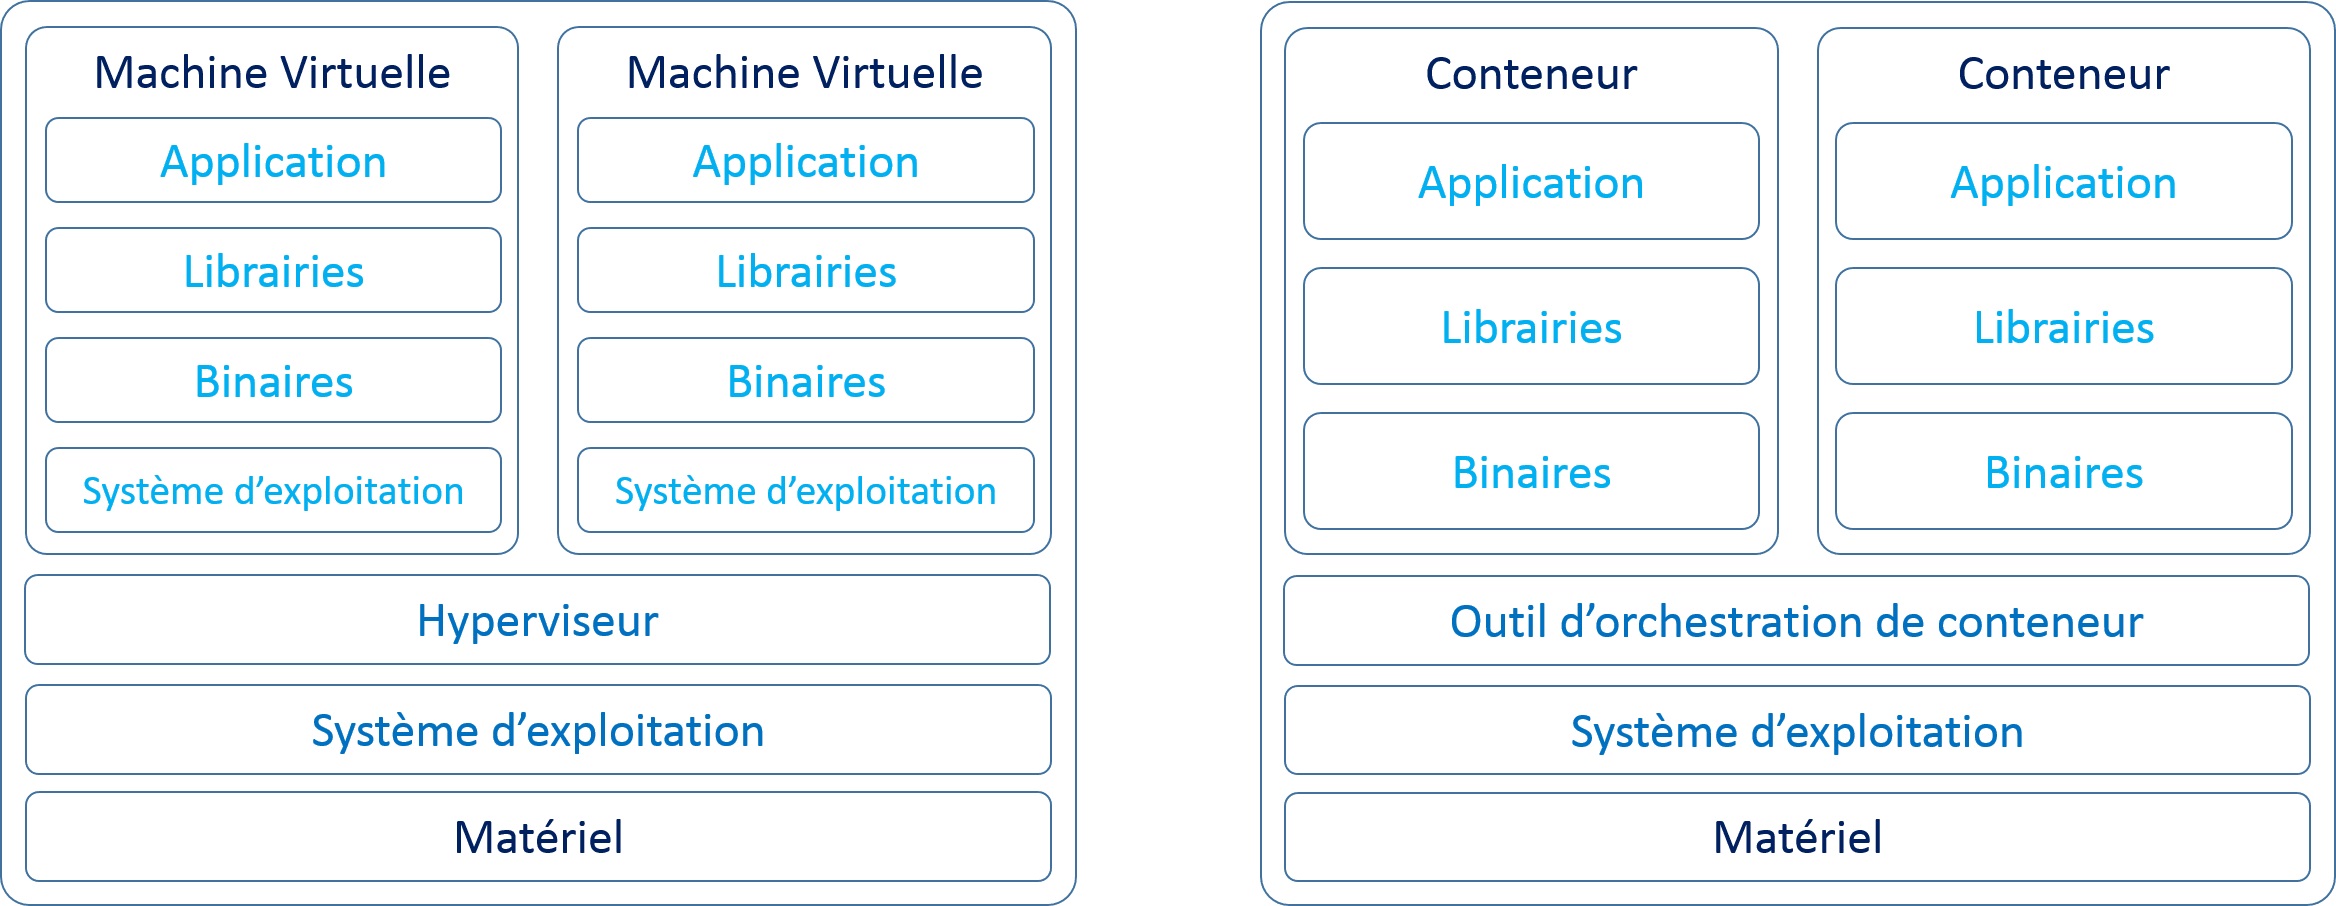 Machine Virtuelle
Application
Librairies
Binaires
Système d’exploitation
Machine Virtuelle
Application
Librairies
Binaires
Système d’exploitation
Hyperviseur
Système d’exploitation
Matériel
Conteneur
Application
Librairies
Binaires
Conteneur
Application
Librairies
Binaires
Outil d’orchestration de conteneur
Système d’exploitation
Matériel